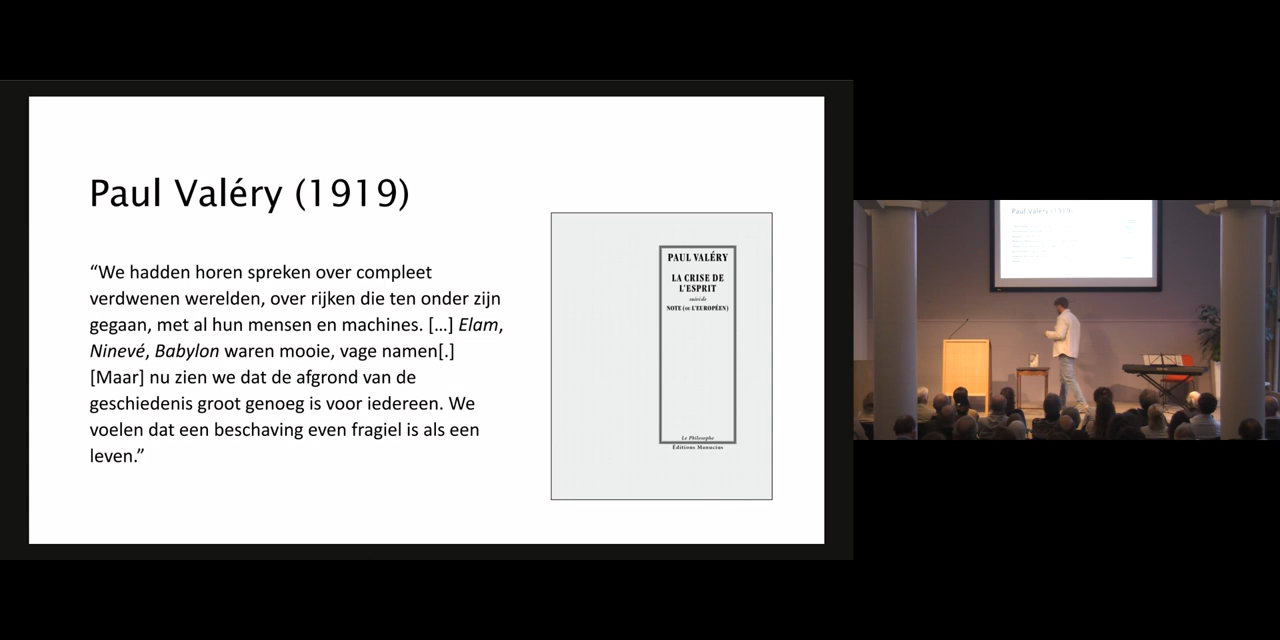 Paul Valéry (1919)
“We hadden horen spreken over compleet
verdwenen werelden, over rijken die ten onder zijn
gegaan, met al hun mensen en machines. […] Elam,
Ninevé, Babylon waren mooie, vage namen[.]
[Maar] nu zien we dat de afgrond van de
geschiedenis groot genoeg is voor iedereen. We
voelen dat een beschaving even fragiel is als een
leven.”
PAUL VALÉRY
LA CRISE DE
L’ESPRIT
suivi de
NOTE (ou L’EUROPÉEN)
Le Philosophe
Éditions Manucius
Paul Valéry (1919)